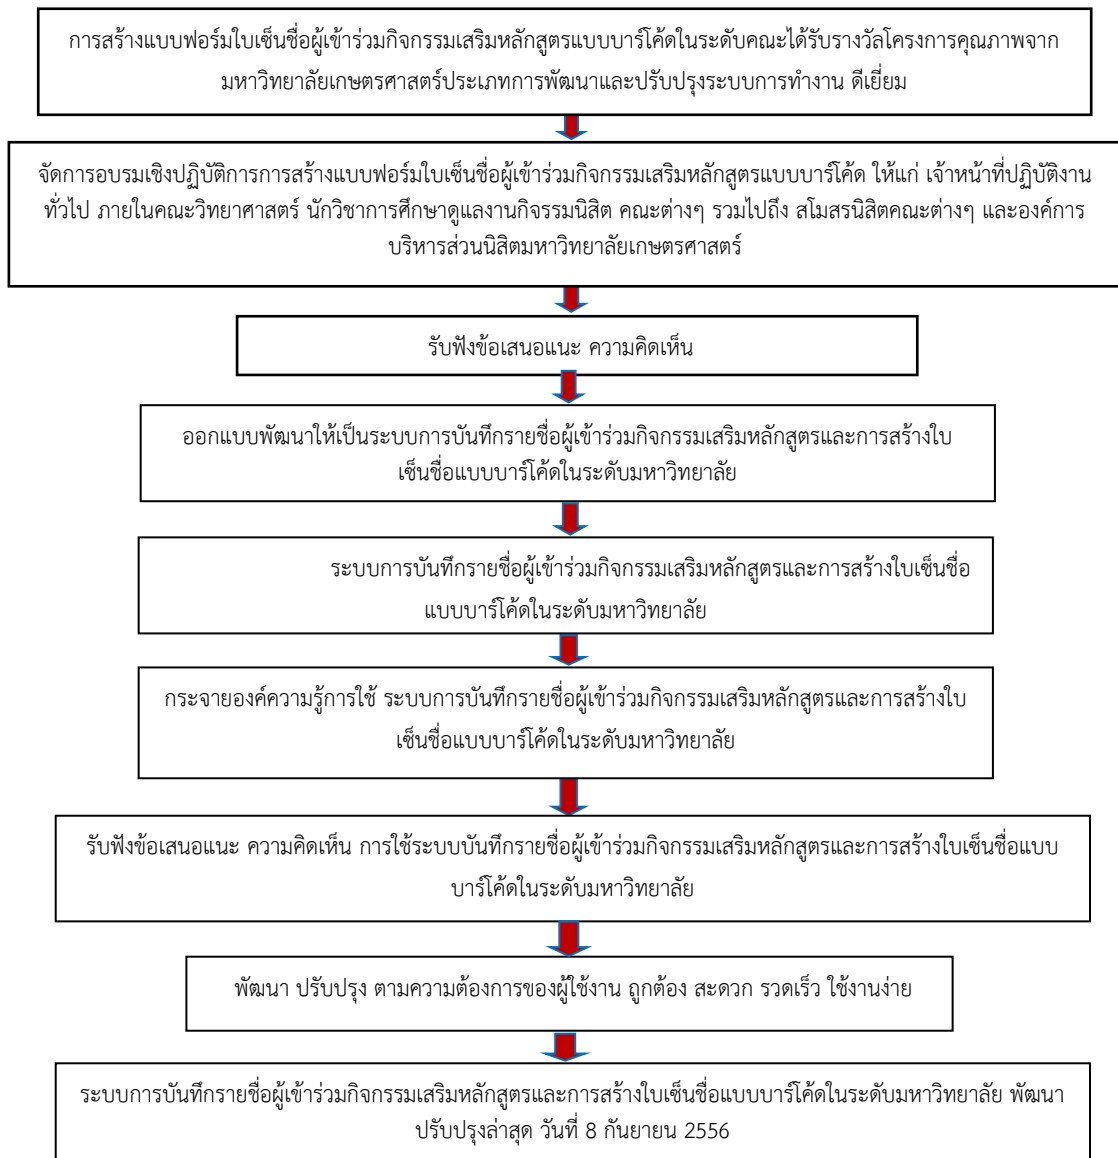 การสร้างแบบฟอร์มใบเซ็นชื่อผู้เข้าร่วมกิจกรรมเสริมหลักสูตรแบบบาร์โค้ดในระดับคณะได้รับรางวัลโครงการคุณภาพจาก
มหาวิทยาลัยเกษตรศาสตร์ประเภทการพัฒนาและปรับปรุงระบบการทำงาน ดีเยี่ยม
จัดการอบรมเชิงปฏิบัติการการสร้างแบบฟอร์มใบเซ็นชื่อผู้เข้าร่วมกิจกรรมเสริมหลักสูตรแบบบาร์โค้ด ให้แก่ เจ้าหน้าที่ปฏิบัติงาน
ทั่วไป ภายในคณะวิทยาศาสตร์ นักวิชาการศึกษาดูแลงานกิจรรมนิสิต คณะต่างๆ รวมไปถึง สโมสรนิสิตคณะต่างๆ และองค์การ
บริหารส่วนนิสิตมหาวิทยาลัยเกษตรศาสตร์
รับฟังข้อเสนอแนะ ความคิดเห็น
ออกแบบพัฒนาให้เป็นระบบการบันทึกรายชื่อผู้เข้าร่วมกิจกรรมเสริมหลักสูตรและการสร้างใบ
เซ็นชื่อแบบบาร์โค้ดในระดับมหาวิทยาลัย
ระบบการบันทึกรายชื่อผู้เข้าร่วมกิจกรรมเสริมหลักสูตรและการสร้างใบเซ็นชื่อ
แบบบาร์โค้ดในระดับมหาวิทยาลัย
กระจายองค์ความรู้การใช้ ระบบการบันทึกรายชื่อผู้เข้าร่วมกิจกรรมเสริมหลักสูตรและการสร้างใบ
เซ็นชื่อแบบบาร์โค้ดในระดับมหาวิทยาลัย
รับฟังข้อเสนอแนะ ความคิดเห็น การใช้ระบบบันทึกรายชื่อผู้เข้าร่วมกิจกรรมเสริมหลักสูตรและการสร้างใบเซ็นชื่อแบบ
บาร์โค้ดในระดับมหาวิทยาลัย
พัฒนา ปรับปรุง ตามความต้องการของผู้ใช้งาน ถูกต้อง สะดวก รวดเร็ว ใช้งานง่าย
ระบบการบันทึกรายชื่อผู้เข้าร่วมกิจกรรมเสริมหลักสูตรและการสร้างใบเซ็นชื่อแบบบาร์โค้ดในระดับมหาวิทยาลัย พัฒนา
ปรับปรุงล่าสุด วันที่ 8 กันยายน 2556